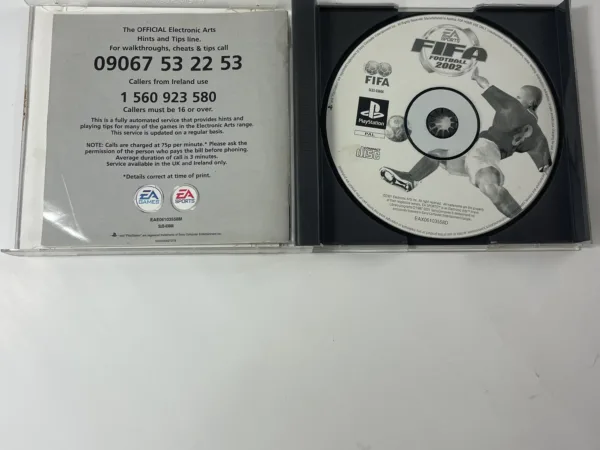 The OFFICIAL Electronic Arts
Hints and Tips line.
For walkthroughs, cheats & tips call
09067 53 22 53
Callers from Ireland use
1 560 923 580
Callers must be 16 or over.
This is a fully automated service that provides hints and
playing tips for many of the games in the Electronic Arts range.
This service is updated on a regular basis.
NOTE: Calls are charged at 75p per minute.* Please ask the
permission of the person who pays the bill before phoning.
Average duration of call is 3 minutes.
Service available in the UK and Ireland only.
*Details correct at time of print.
EA
GAMES
EA
SPORTS
EA
SPORTS
FIFA
FOOTBALL
2002
FIFA
PlayStation
PAL
disc